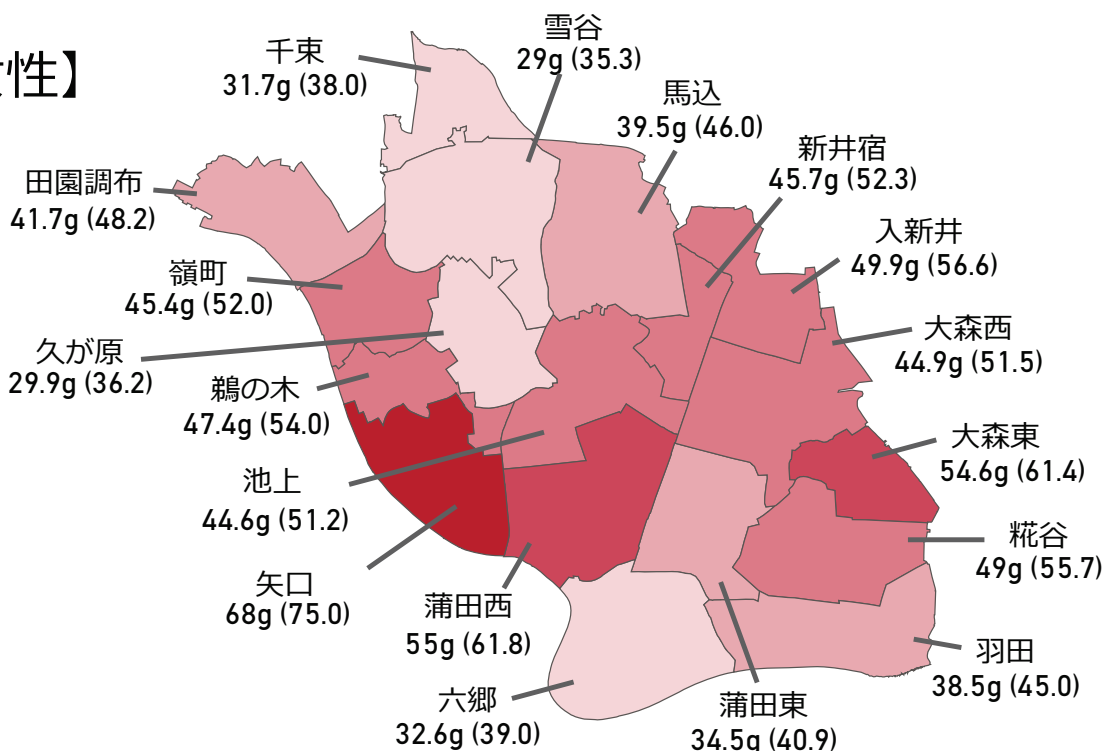 性】
雪谷
29g (35.3)
千束
31.7g (38.0)
馬込
39.5g (46.0)
新井宿
45.7g (52.3)
田園調布
41.7g (48.2)
入新井
49.9g (56.6)
嶺町
45.4g (52.0)
大森西
44.9g (51.5)
久が原
29.9g (36.2)
鵜の木
47.4g (54.0)
大森東
54.6g (61.4)
池上
44.6g (51.2)
糀谷
49g (55.7)
矢口
68g (75.0)
蒲田西
55g (61.8)
羽田
38.5g (45.0)
六郷
32.6g (39.0)
蒲田東
34.5g (40.9)